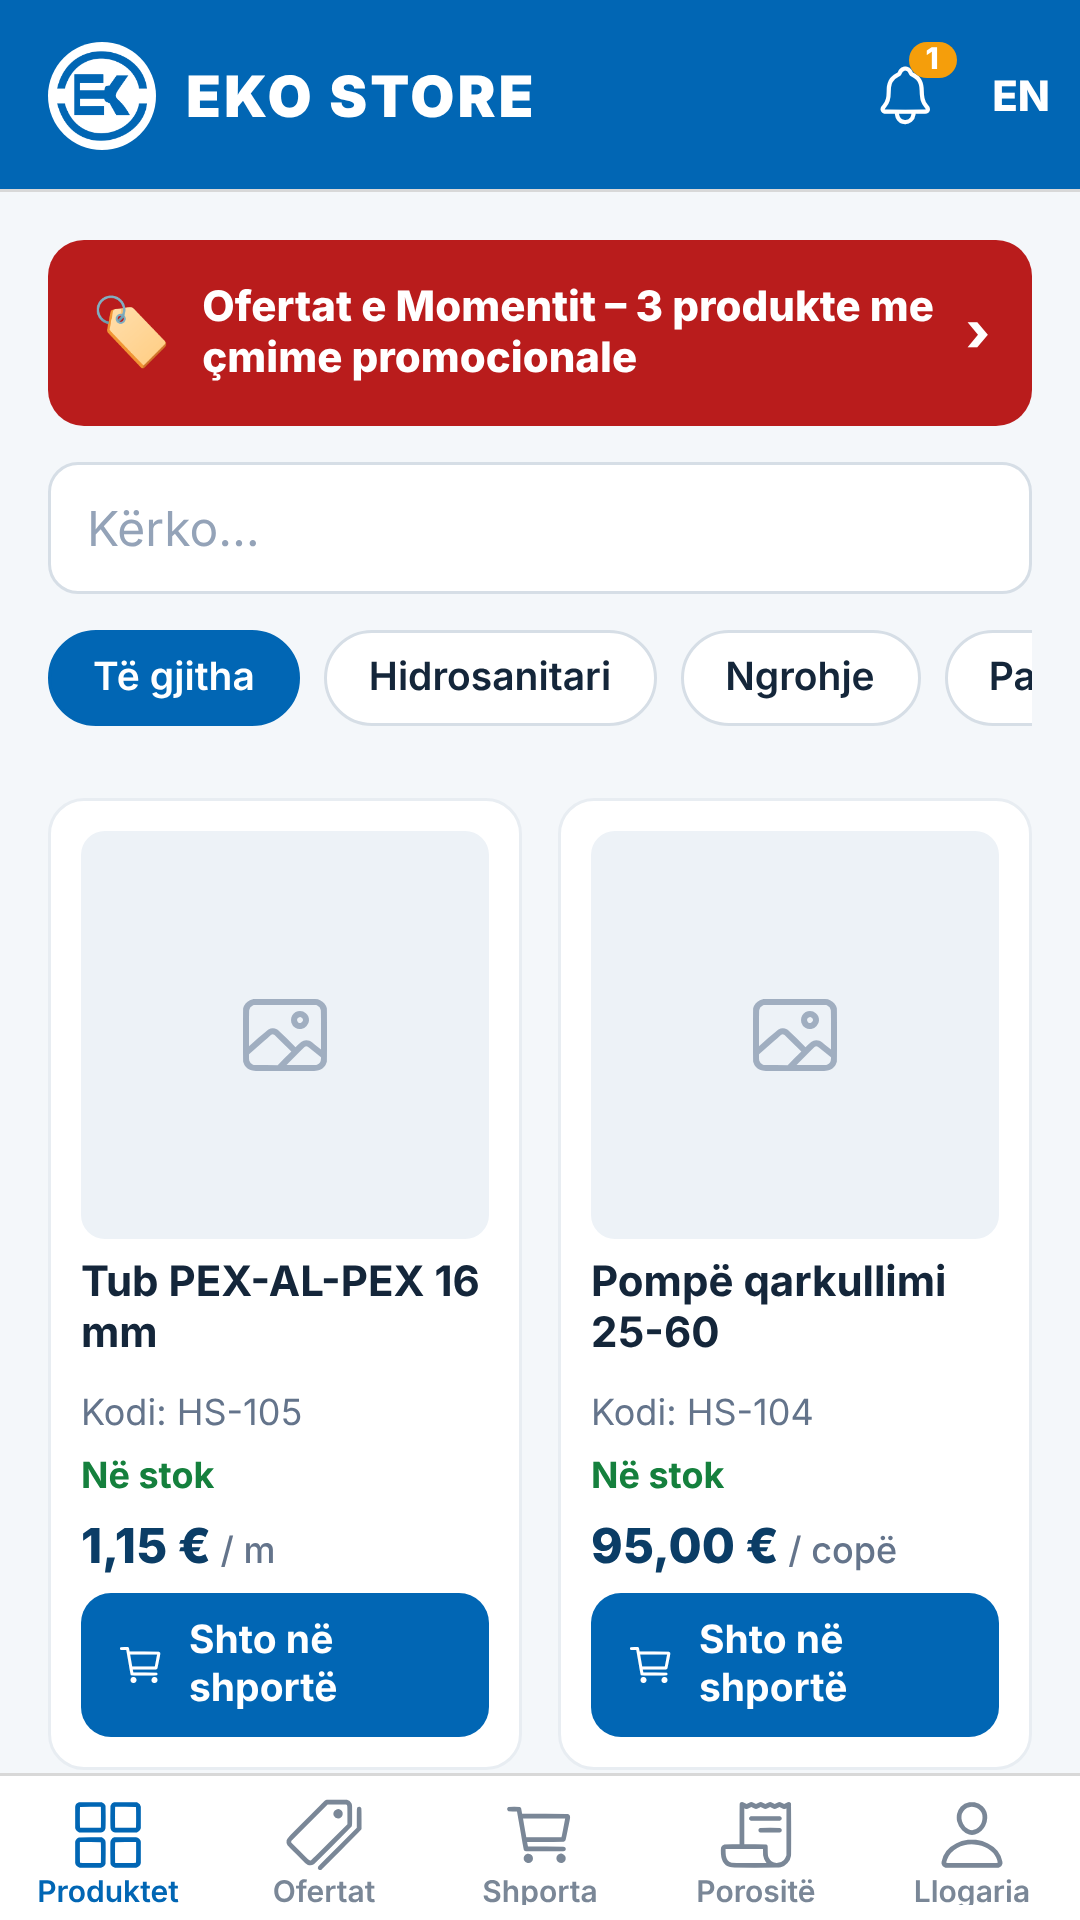 EK
EKO STORE
1
EN
Ofertat e Momentit – 3 produkte me
çmime promocionale
›
Kërko...
Të gjitha
Hidrosanitari
Ngrohje
Pa
Tub PEX-AL-PEX 16
mm
Kodi: HS-105
Në stok
1,15 € / m
Shto në
shportë
Pompë qarkullimi
25-60
Kodi: HS-104
Në stok
95,00 € / copë
Shto në
shportë
Produktet
Ofertat
Shporta
Porositë
Llogaria